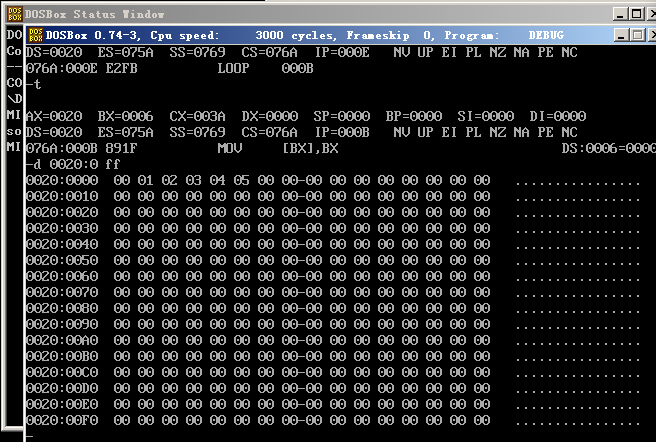 DOSBox Status Window
DOSBox 0.74-3, Cpu speed:    3000 cycles, Frameskip  0, Program:    DEBUG
DS=0020  ES=075A  SS=0769  CS=076A  IP=000E   NV UP EI PL NZ NA PE NC
076A:000E E2FB          LOOP    000B
-t
AX=0020  BX=0006  CX=003A  DX=0000  SP=0000  BP=0000  SI=0000  DI=0000
DS=0020  ES=075A  SS=0769  CS=076A  IP=000B   NV UP EI PL NZ NA PE NC
076A:000B 891F          MOV     [BX],BX                            DS:0006=0000
-d 0020:0 ff
0020:0000  00 01 02 03 04 05 00 00-00 00 00 00 00 00 00 00   ................
0020:0010  00 00 00 00 00 00 00 00-00 00 00 00 00 00 00 00   ................
0020:0020  00 00 00 00 00 00 00 00-00 00 00 00 00 00 00 00   ................
0020:0030  00 00 00 00 00 00 00 00-00 00 00 00 00 00 00 00   ................
0020:0040  00 00 00 00 00 00 00 00-00 00 00 00 00 00 00 00   ................
0020:0050  00 00 00 00 00 00 00 00-00 00 00 00 00 00 00 00   ................
0020:0060  00 00 00 00 00 00 00 00-00 00 00 00 00 00 00 00   ................
0020:0070  00 00 00 00 00 00 00 00-00 00 00 00 00 00 00 00   ................
0020:0080  00 00 00 00 00 00 00 00-00 00 00 00 00 00 00 00   ................
0020:0090  00 00 00 00 00 00 00 00-00 00 00 00 00 00 00 00   ................
0020:00A0  00 00 00 00 00 00 00 00-00 00 00 00 00 00 00 00   ................
0020:00B0  00 00 00 00 00 00 00 00-00 00 00 00 00 00 00 00   ................
0020:00C0  00 00 00 00 00 00 00 00-00 00 00 00 00 00 00 00   ................
0020:00D0  00 00 00 00 00 00 00 00-00 00 00 00 00 00 00 00   ................
0020:00E0  00 00 00 00 00 00 00 00-00 00 00 00 00 00 00 00   ................
0020:00F0  00 00 00 00 00 00 00 00-00 00 00 00 00 00 00 00   ................
-